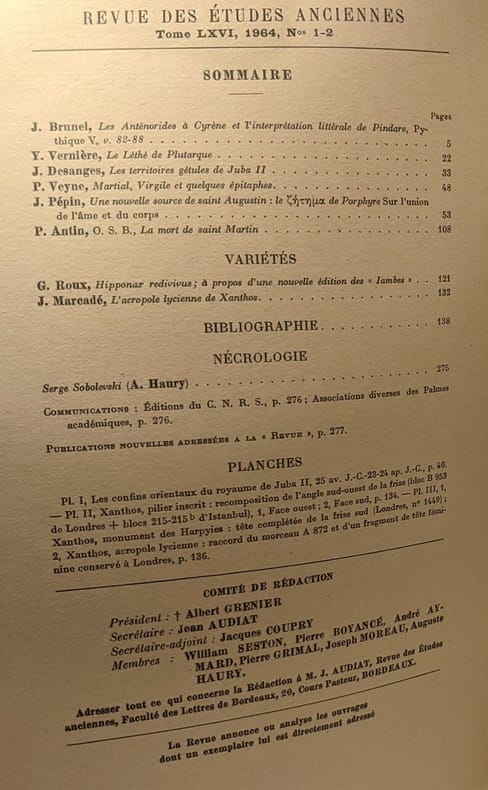 REVUE DES ÉTUDES ANCIENNES
Tome LXVI, 1964, Nos 1-2
SOMMAIRE
Pages
J. Brunel, Les Anténorides à Cyrène et l'interprétation littérale de Pindare, Py-
thique V, v. 82-88 . . . . . . . . . . 5
Y. Vernière, Le Léthé de Plutarque . . . . . . . . . . 22
J. Desanges, Les territoires gétules de Juba II . . . . . . . . . . 33
P. Veyne, Martial, Virgile et quelques épitaphes . . . . . . . . . . 48
J. Pépin, Une nouvelle source de saint Augustin : le ζήτημα de Porphyre Sur l'union
de l'âme et du corps . . . . . . . . . . 53
P. Antin, O. S. B., La mort de saint Martin . . . . . . . . . . 108
VARIÉTÉS
G. Roux, Hipponax redivivus ; à propos d'une nouvelle édition des « Iambes » . . 121
J. Marcadé, L'acropole lycienne de Xanthos . . . . . . . . . . 132
BIBLIOGRAPHIE . . . . . . . . . . 138
NÉCROLOGIE
Serge Sobolevski (A. Haury) . . . . . . . . . . 275
Communications : Éditions du C. N. R. S., p. 276 ; Associations diverses des Palmes
académiques, p. 276.
Publications nouvelles adressées a la « Revue », p. 277.
PLANCHES
Pl. I, Les confins orientaux du royaume de Juba II, 25 av. J.-C.-23-24 ap. J.-C., p. 40.
— Pl. II, Xanthos, pilier inscrit : recomposition de l'angle sud-ouest de la frise (bloc B 953
de Londres + blocs 215-215 b d'Istanbul), 1, Face ouest ; 2, Face sud, p. 134. — Pl. III, 1,
Xanthos, monument des Harpyies : tête complétée de la frise sud (Londres, n° 1449) ;
2, Xanthos, acropole lycienne : raccord du morceau A 872 et d'un fragment de tête fémi-
nine conservé à Londres, p. 136.
COMITÉ DE RÉDACTION
Président : † Albert GRENIER
Secrétaire : Jean AUDIAT
Secrétaire-adjoint : Jacques COUPRY
Membres : William SESTON, Pierre BOYANCÉ, André AY-
MARD, Pierre GRIMAL, Joseph MOREAU, Auguste
HAURY.
Adresser tout ce qui concerne la Rédaction à M. J. AUDIAT, Revue des Études
anciennes, Faculté des Lettres de Bordeaux, 20, Cours Pasteur, BORDEAUX.
La Revue annonce ou analyse les ouvrages
dont un exemplaire lui est directement adressé